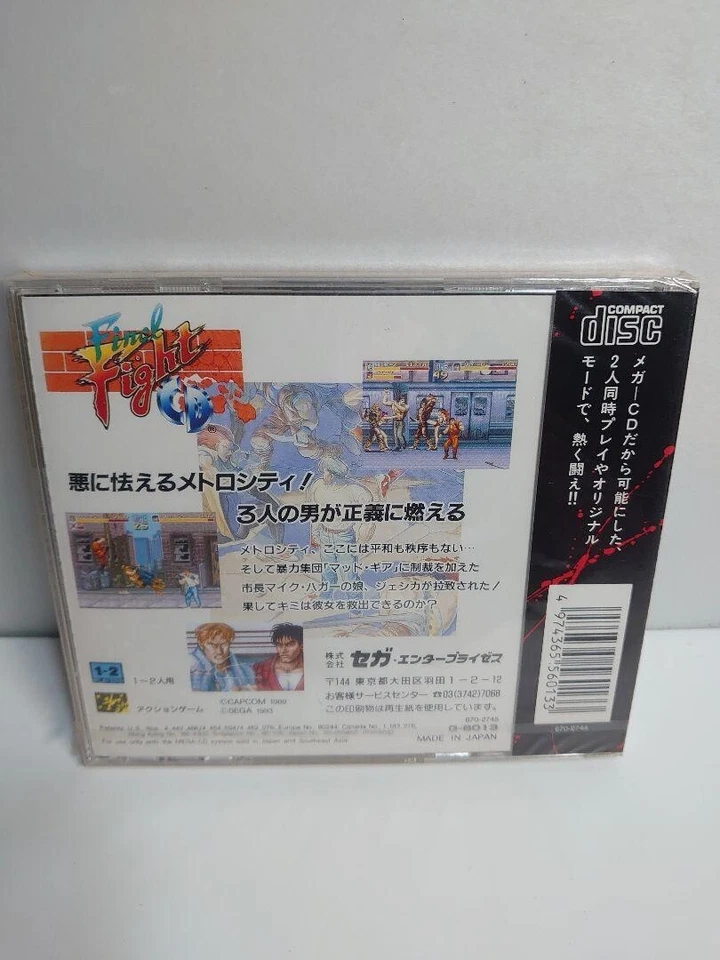 Final
Fight
CD
®
悪に怯えるメトロシティ!
3人の男が正義に燃える
メトロシティ、ここには平和も秩序もない…
そして暴力集団「マッド・ギア」に制裁を加えた
市長マイク・ハガーの娘、ジェシカが拉致された!
果してキミは彼女を救出できるのか?
1-2
1〜2人用
アクションゲーム
©CAPCOM 1989
©SEGA 1993
株式会社 セガ・エンタープライゼス
〒144 東京都大田区羽田1-2-12
お客様サービスセンター ☎03(3742)7068
この印刷物は再生紙を使用しています。
670-2745
G-6013
MADE IN JAPAN
For use only with the MEGA-CD system sold in Japan and Southeast Asia
COMPACT
disc
メガ-CDだから可能にした、
2人同時プレイやオリジナル
モードで、熱く闘え!!
4974365560133
670-2744